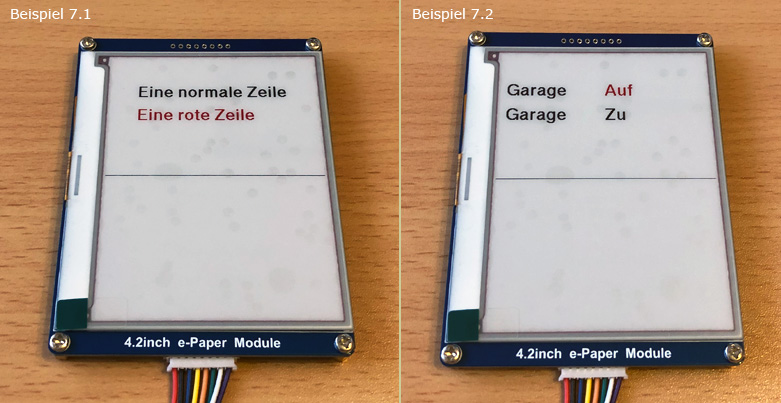 Beispiel 7.1
Eine normale Zeile
Eine rote Zeile
4.2inch e-Paper Module
Beispiel 7.2
Garage Auf
Garage Zu
4.2inch e-Paper Module